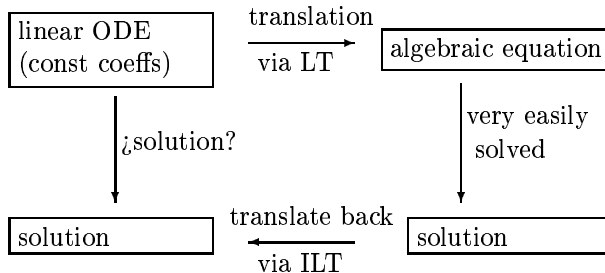 linear ODE
(const coeffs)
translation
via LT
algebraic equation
¿solution?
very easily
solved
solution
translate back
via ILT
solution